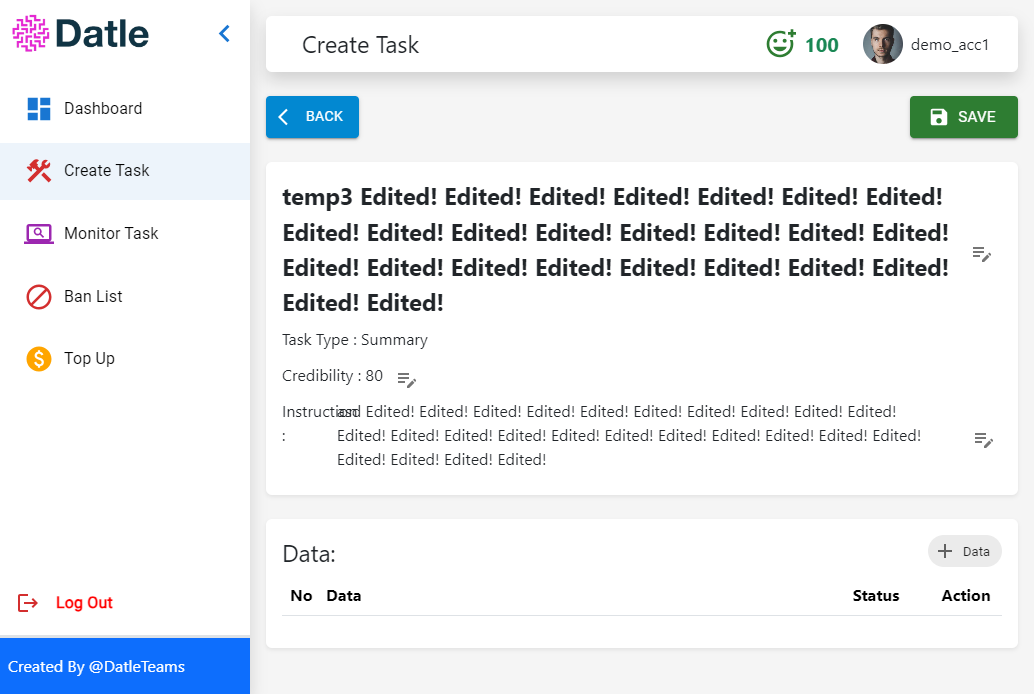 Datle
Create Task
100
demo_acc1
Dashboard
Create Task
Monitor Task
Ban List
Top Up
Log Out
Created By @DatleTeams
BACK
SAVE
temp3 Edited! Edited! Edited! Edited! Edited! Edited! Edited!
Edited! Edited! Edited! Edited! Edited! Edited! Edited! Edited!
Edited! Edited! Edited! Edited! Edited! Edited! Edited! Edited!
Edited! Edited!
Task Type : Summary
Credibility : 80
Instruction asd Edited! Edited! Edited! Edited! Edited! Edited! Edited! Edited! Edited! Edited!
: Edited! Edited! Edited! Edited! Edited! Edited! Edited! Edited! Edited! Edited! Edited!
Edited! Edited! Edited! Edited!
Data:
Data
No Data Status Action